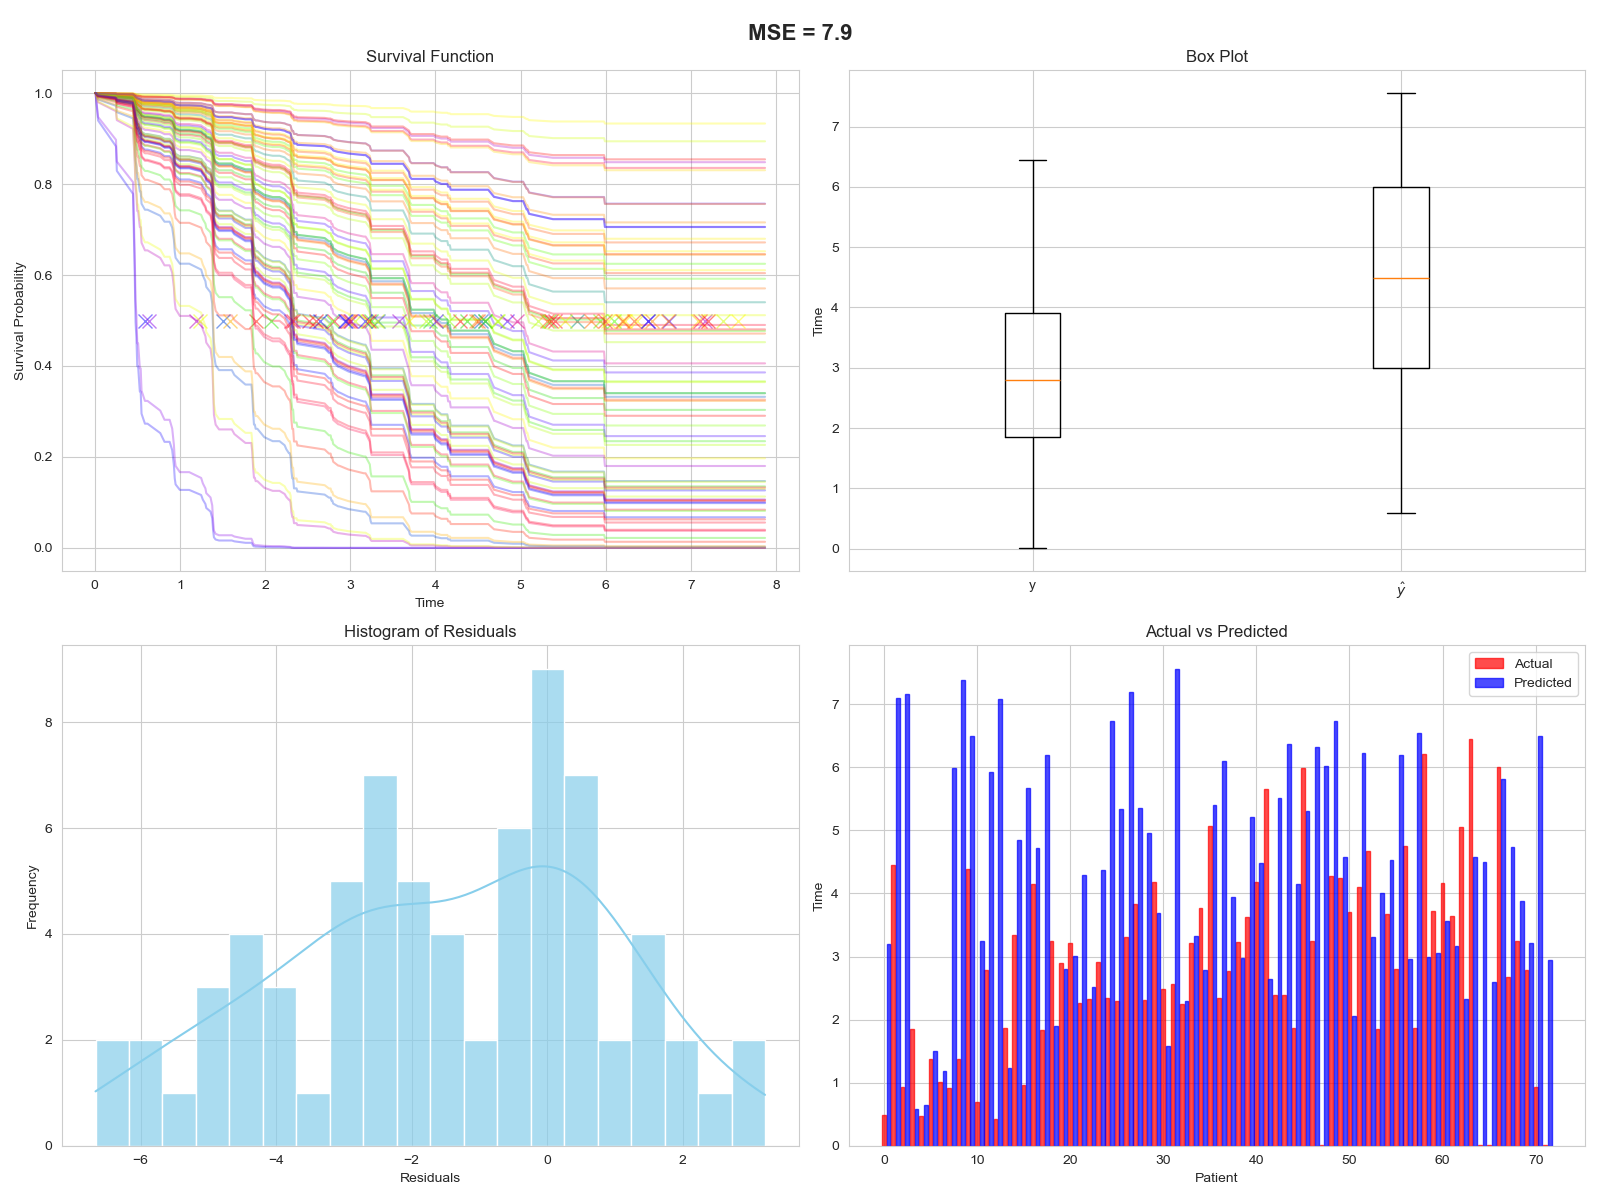 MSE = 7.9
Survival Function
Survival Probability
1.0
0.8
0.6
0.4
0.2
0.0
0 1 2 3 4 5 6 7 8
Time
Box Plot
Time
7
6
5
4
3
2
1
0
y ŷ
Histogram of Residuals
Frequency
8
6
4
2
0
−6 −4 −2 0 2
Residuals
Actual vs Predicted
Actual
Predicted
Time
7
6
5
4
3
2
1
0
0 10 20 30 40 50 60 70
Patient